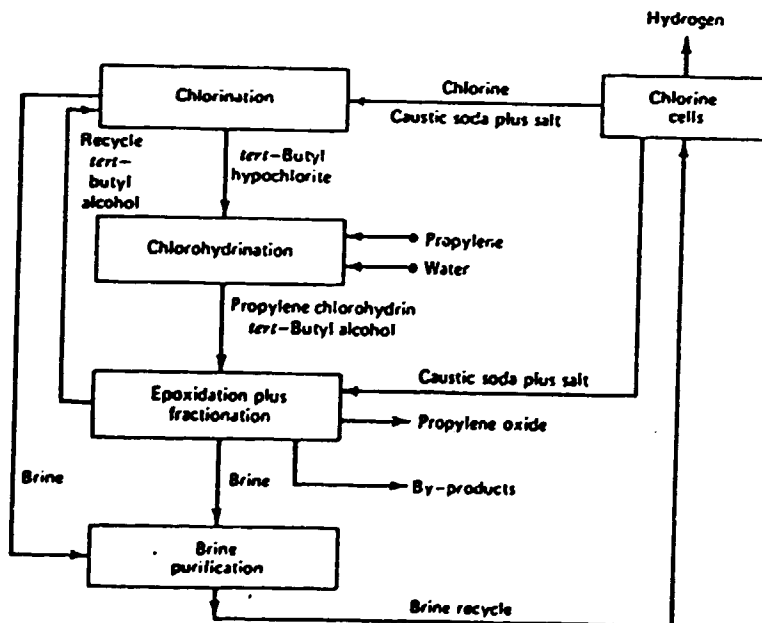 Hydrogen
Chlorination
Chlorine
Caustic soda plus salt
Chlorine
cells
Recycle
tert-
butyl
alcohol
tert-Butyl
hypochlorite
Chlorohydrination
Propylene
Water
Propylene chlorohydrin
tert-Butyl alcohol
Epoxidation plus
fractionation
Caustic soda plus salt
Propylene oxide
Brine
Brine
By-products
Brine
purification
Brine recycle